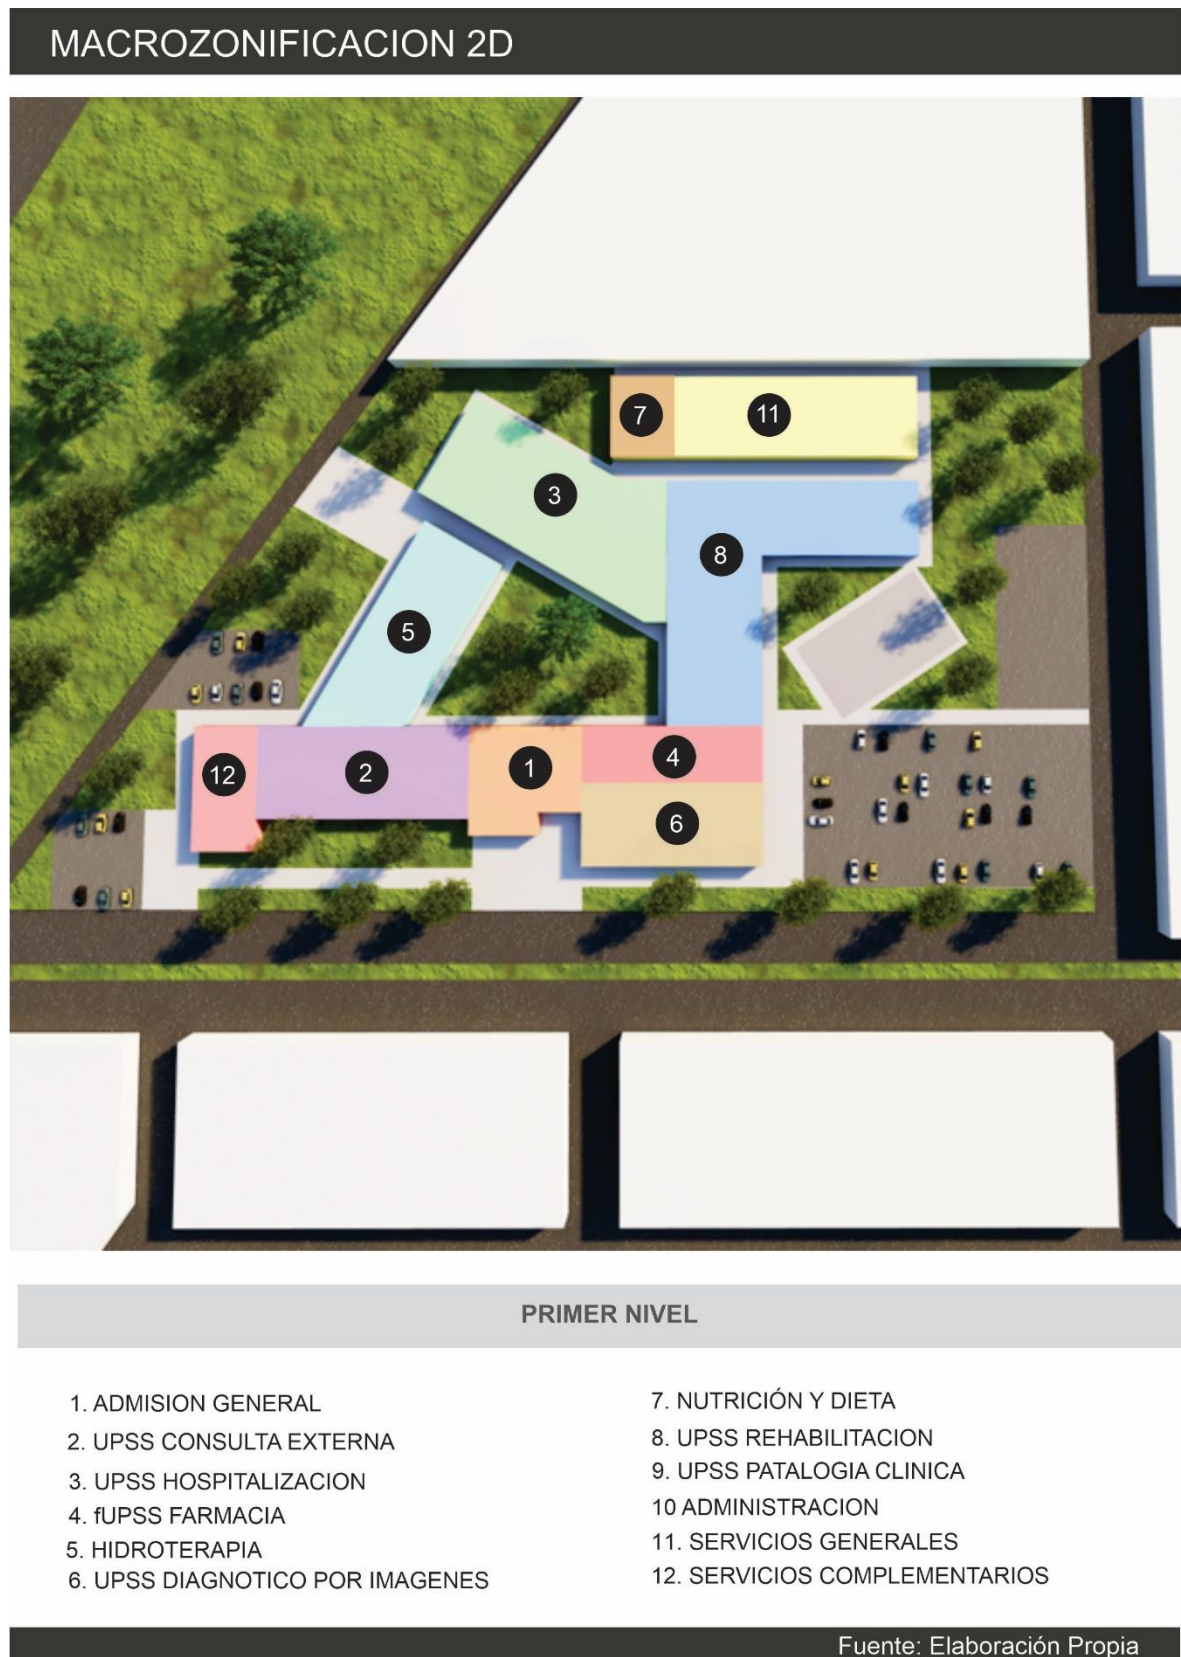 MACROZONIFICACION 2D
7
11
3
8
5
12
2
1
4
6
PRIMER NIVEL
1. ADMISION GENERAL
2. UPSS CONSULTA EXTERNA
3. UPSS HOSPITALIZACION
4. fUPSS FARMACIA
5. HIDROTERAPIA
6. UPSS DIAGNOTICO POR IMAGENES
7. NUTRICIÓN Y DIETA
8. UPSS REHABILITACION
9. UPSS PATALOGIA CLINICA
10 ADMINISTRACION
11. SERVICIOS GENERALES
12. SERVICIOS COMPLEMENTARIOS
Fuente: Elaboración Propia